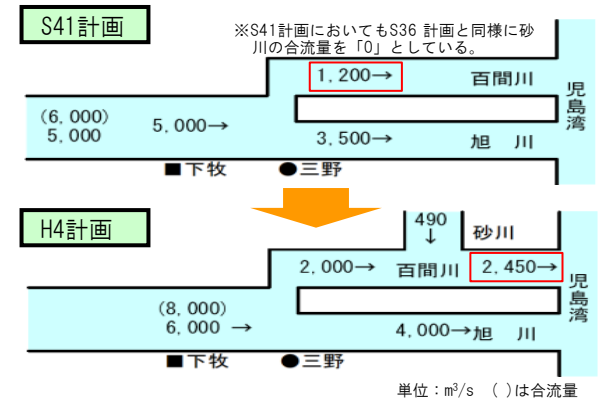 S41計画
※S41計画においてもS36 計画と同様に砂
川の合流量を「0」としている。
1,200→
百間川
児島湾
(6,000)
5,000
5,000→
3,500→
旭 川
■下牧
●三野
H4計画
490
↓
砂川
2,000→
百間川
2,450→
児島湾
(8,000)
6,000 →
4,000→旭 川
■下牧
●三野
単位:m³/s ( )は合流量